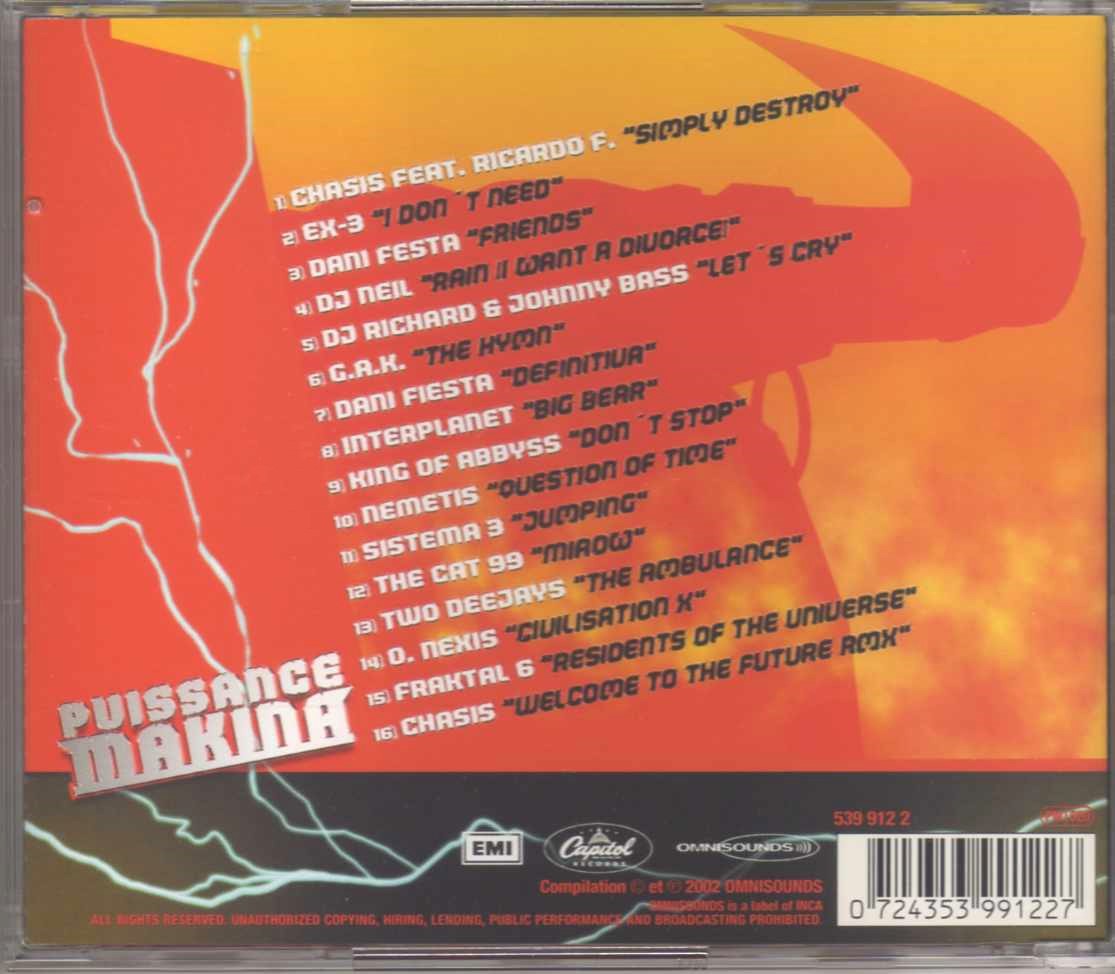 1) CHASIS FEAT. RICARDO F. "SIMPLY DESTROY"
2) EX-3 "I DON´T NEED"
3) DANI FESTA "FRIENDS"
4) DJ NEIL "RAIN (I WANT A DIVORCE)"
5) DJ RICHARD & JOHNNY BASS "LET´S CRY"
6) G.A.K. "THE HYMN"
7) DANI FIESTA "DEFINITIVA"
8) INTERPLANET "BIG BEAR"
9) KING OF ABBYSS "DON´T STOP"
10) NEMETIS "QUESTION OF TIME"
11) SISTEMA 3 "JUMPING"
12) THE CAT 99 "MIAOW"
13) TWO DEEJAYS "THE AMBULANCE"
14) O. NEXIS "CIVILISATION X"
15) FRAKTAL 6 "RESIDENTS OF THE UNIVERSE"
16) CHASIS "WELCOME TO THE FUTURE RMX"
PUISSANCE
MAKINA
539 912 2
EMI
Capitol
RECORDS
OMNISOUNDS
Compilation © et ℗ 2002 OMNISOUNDS
OMNISOUNDS is a label of INCA
ALL RIGHTS RESERVED. UNAUTHORIZED COPYING, HIRING, LENDING, PUBLIC PERFORMANCE AND BROADCASTING PROHIBITED.
0 724353 991227